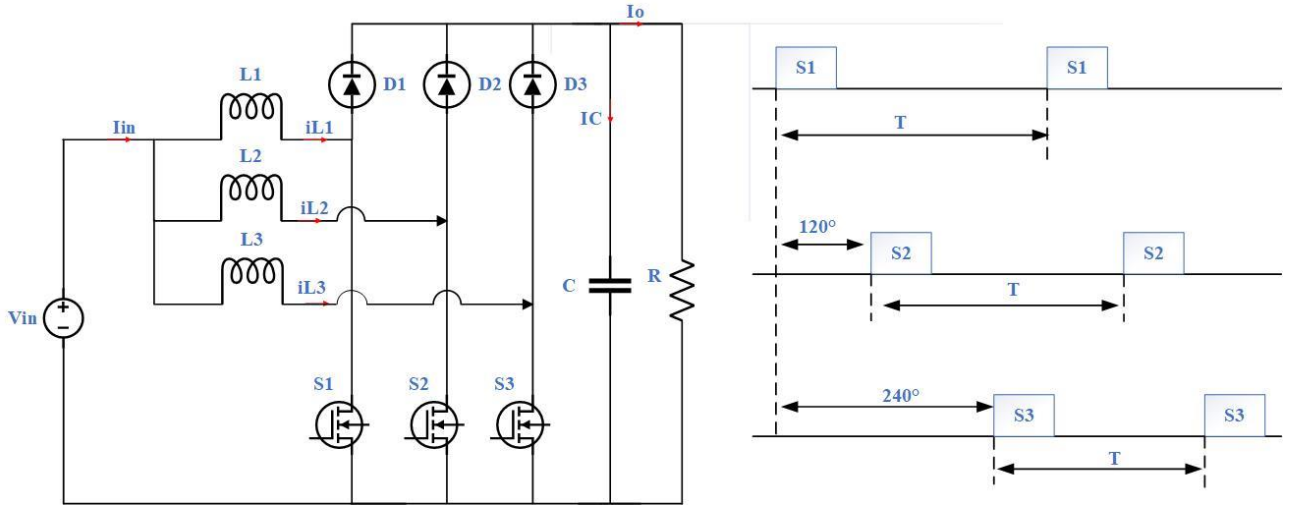 Io
L1
D1
D2
D3
S1
S1
Iin
iL1
IC
T
L2
iL2
120°
L3
S2
S2
iL3
C
R
T
Vin
+
−
S1
S2
S3
240°
S3
S3
T